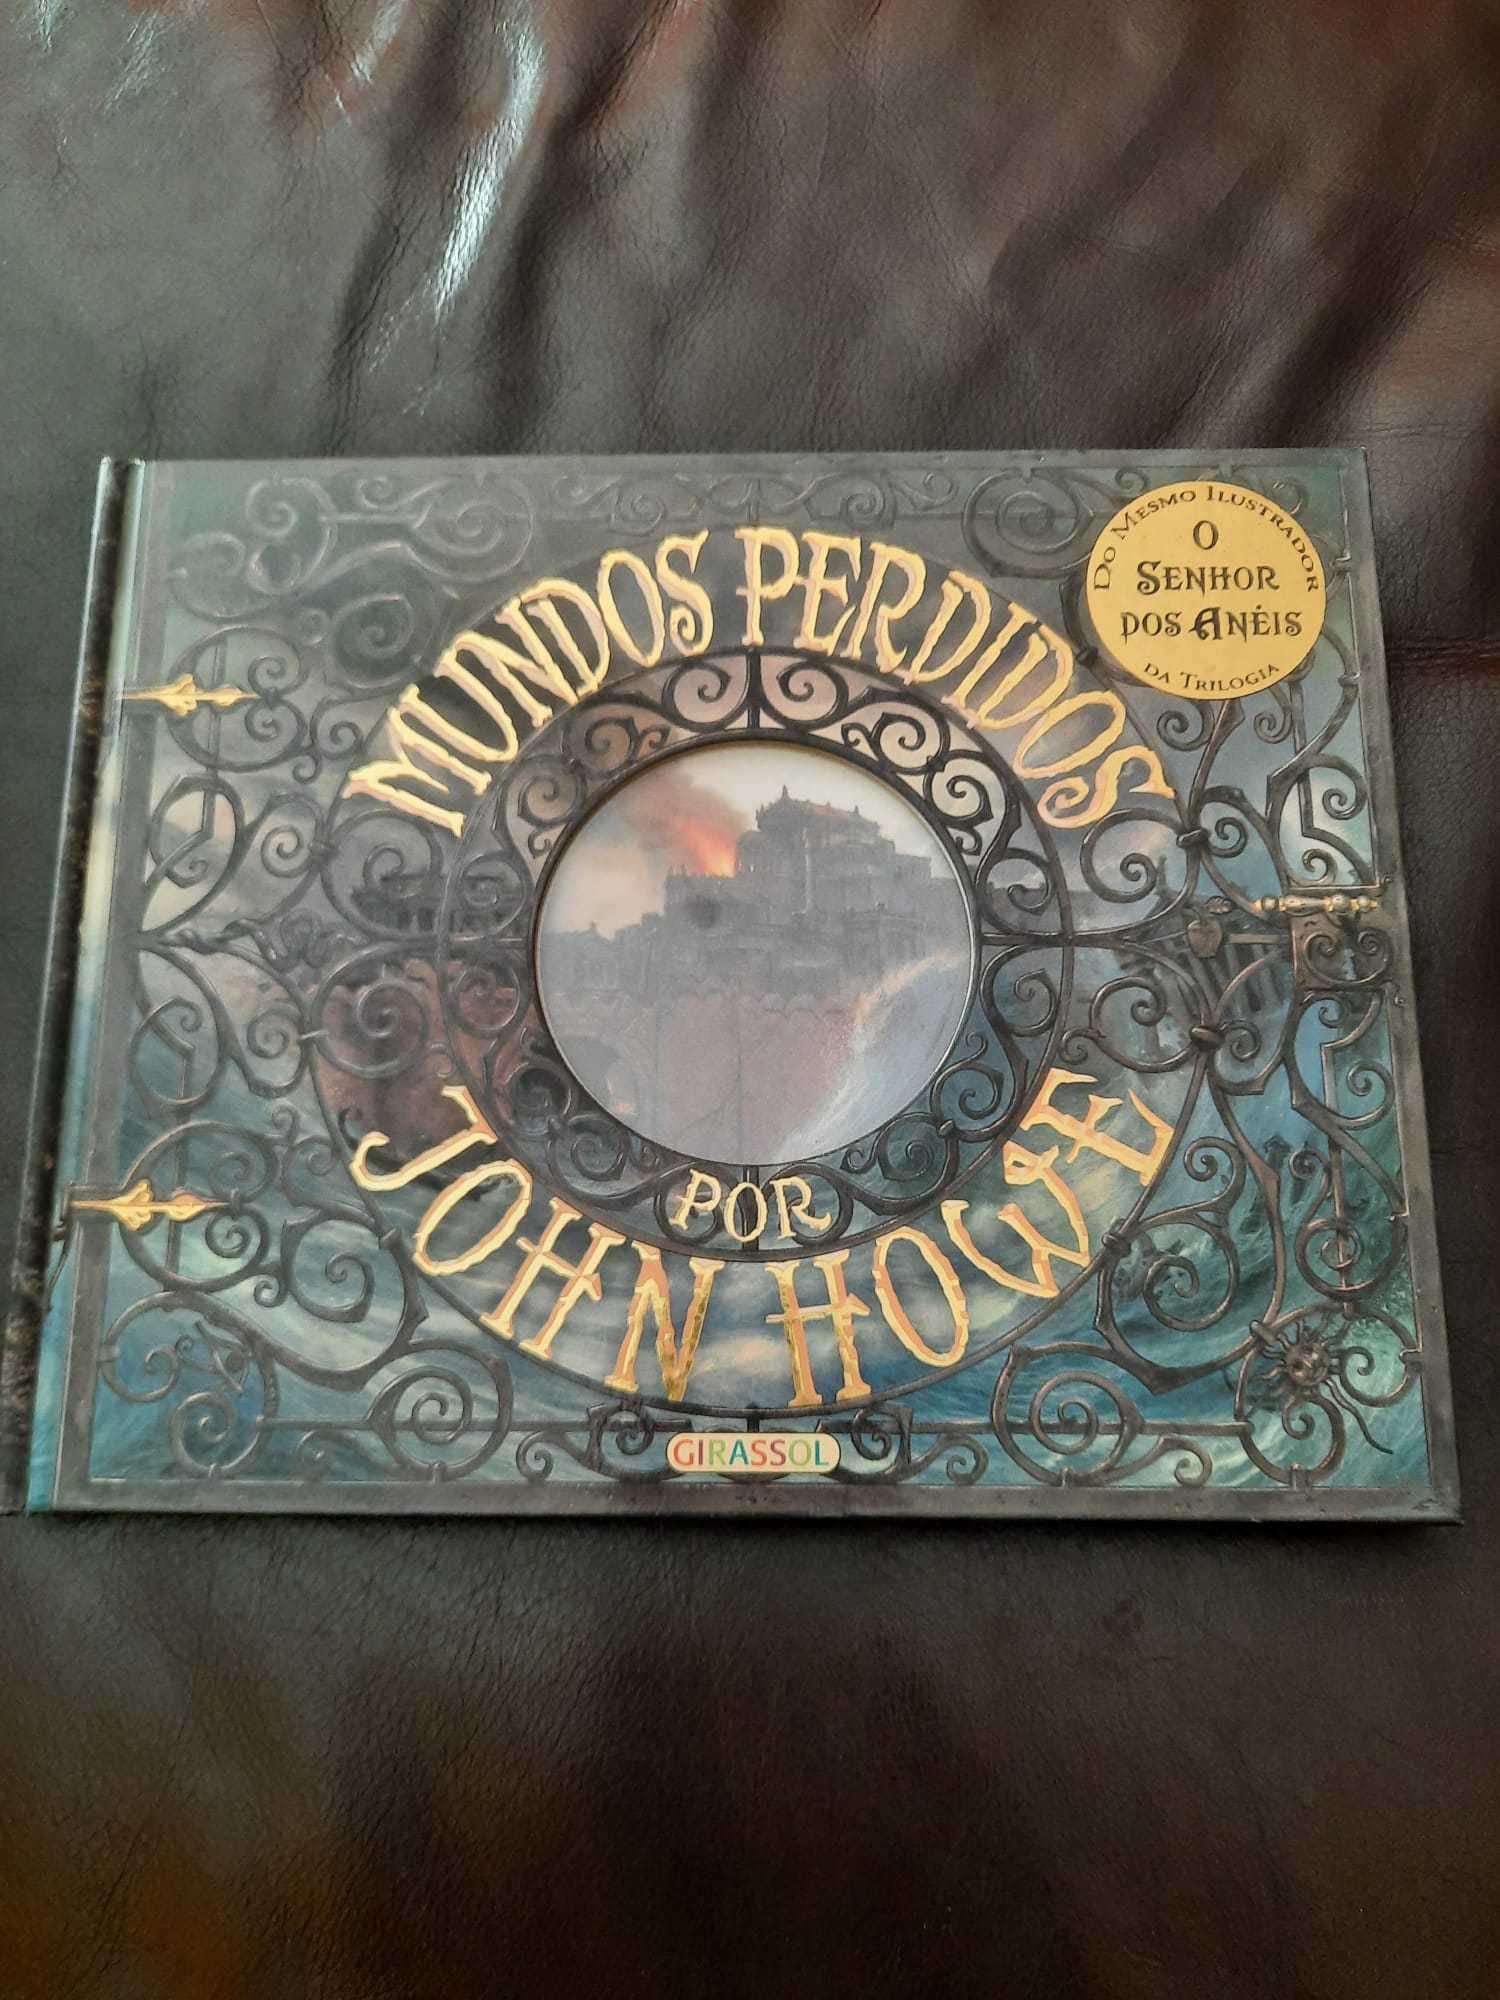 Do Mesmo Ilustrador
O
Senhor
dos Anéis
da Trilogia
MUNDOS PERDIDOS
POR
JOHN HOWE
GIRASSOL